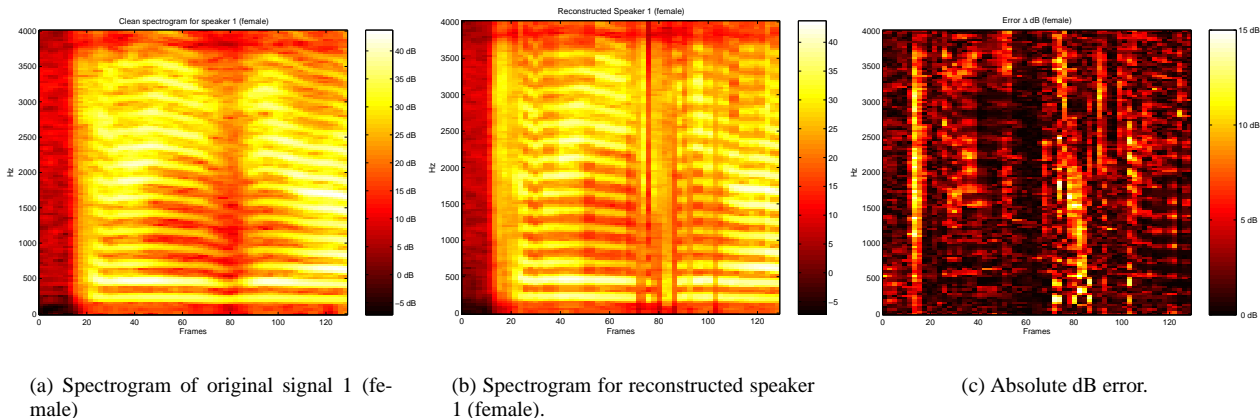 Clean spectrogram for speaker 1 (female)
4000
3500
3000
2500
2000
1500
1000
500
0
Hz
0 20 40 60 80 100 120
Frames
40 dB
35 dB
30 dB
25 dB
20 dB
15 dB
10 dB
5 dB
0 dB
−5 dB
Reconstructed Speaker 1 (female)
4000
3500
3000
2500
2000
1500
1000
500
0
Hz
0 20 40 60 80 100 120
Frames
40
30
20
10
0
Error Δ dB (female)
4000
3500
3000
2500
2000
1500
1000
500
0
Hz
0 20 40 60 80 100 120
Frames
15 dB
10 dB
5 dB
0 dB
(a) Spectrogram of original signal 1 (fe-
male)
(b) Spectrogram for reconstructed speaker
1 (female).
(c) Absolute dB error.